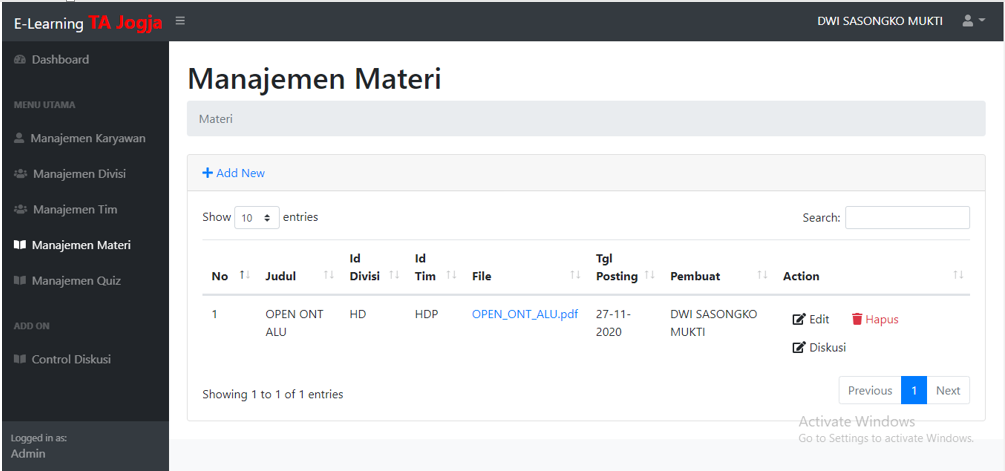 E-Learning TA Jogja
DWI SASONGKO MUKTI
Dashboard
MENU UTAMA
Manajemen Karyawan
Manajemen Divisi
Manajemen Tim
Manajemen Materi
Manajemen Quiz
ADD ON
Control Diskusi
Logged in as:
Admin
Manajemen Materi
Materi
Add New
Show 10 entries
Search:
No Judul Id Divisi Id Tim File Tgl Posting Pembuat Action
1 OPEN ONT ALU HD HDP OPEN_ONT_ALU.pdf 27-11-2020 DWI SASONGKO MUKTI Edit Hapus
Diskusi
Showing 1 to 1 of 1 entries
Previous 1 Next
Activate Windows
Go to Settings to activate Windows.